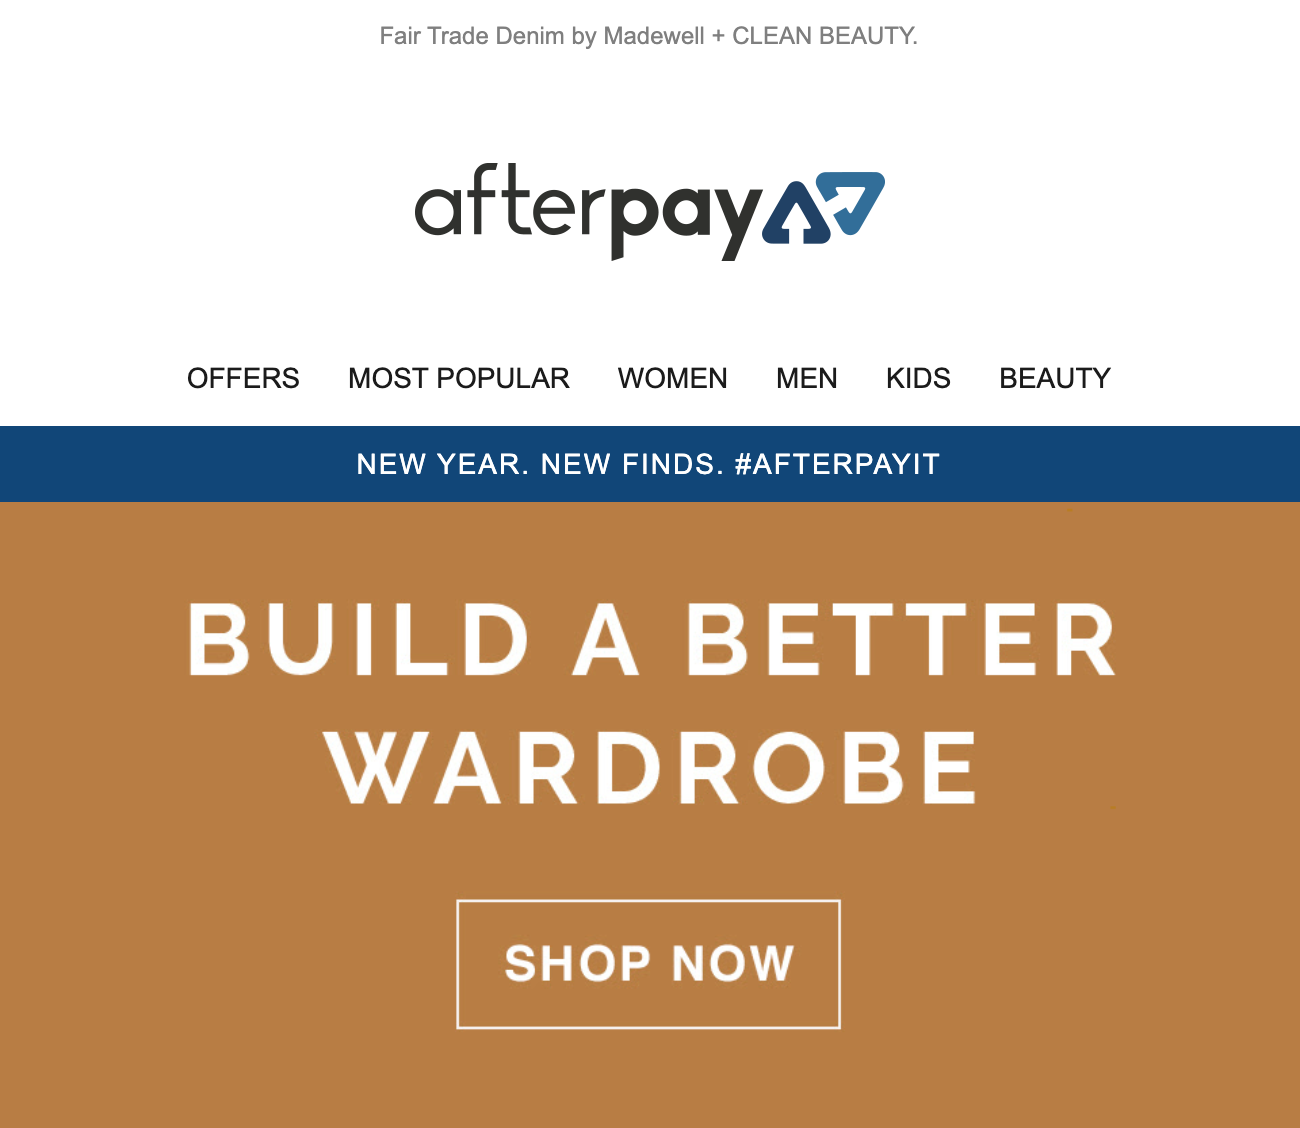 Fair Trade Denim by Madewell + CLEAN BEAUTY.
afterpay
OFFERS MOST POPULAR WOMEN MEN KIDS BEAUTY
NEW YEAR. NEW FINDS. #AFTERPAYIT
BUILD A BETTER
WARDROBE
SHOP NOW